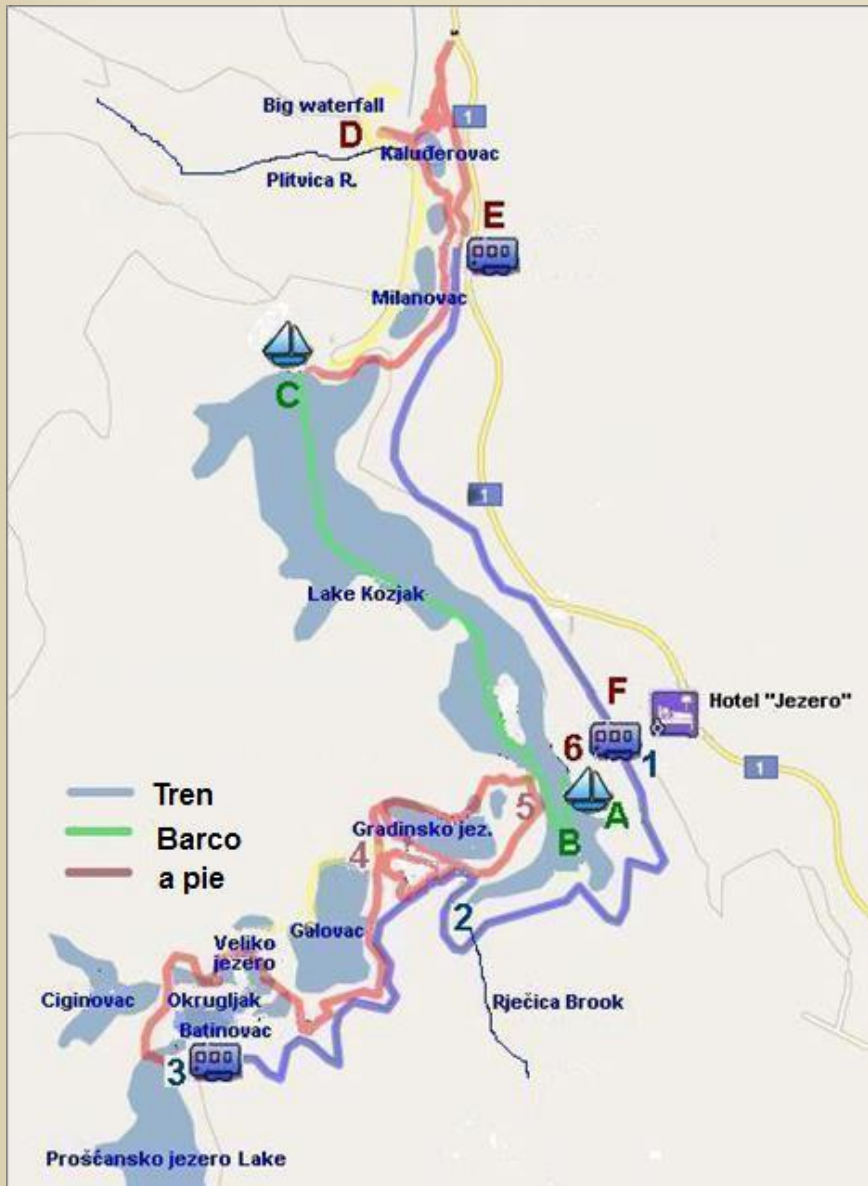 Big waterfall
D
1
Kaluđerovac
Plitvica R.
E
Milanovac
C
1
Lake Kozjak
F
Hotel "Jezero"
6
1
1
Tren
5
A
Barco
Gradinsko jez.
B
4
a pie
2
Galovac
Veliko
jezero
Ciginovac
Okrugljak
Rječica Brook
Batinovac
3
Prošćansko jezero Lake